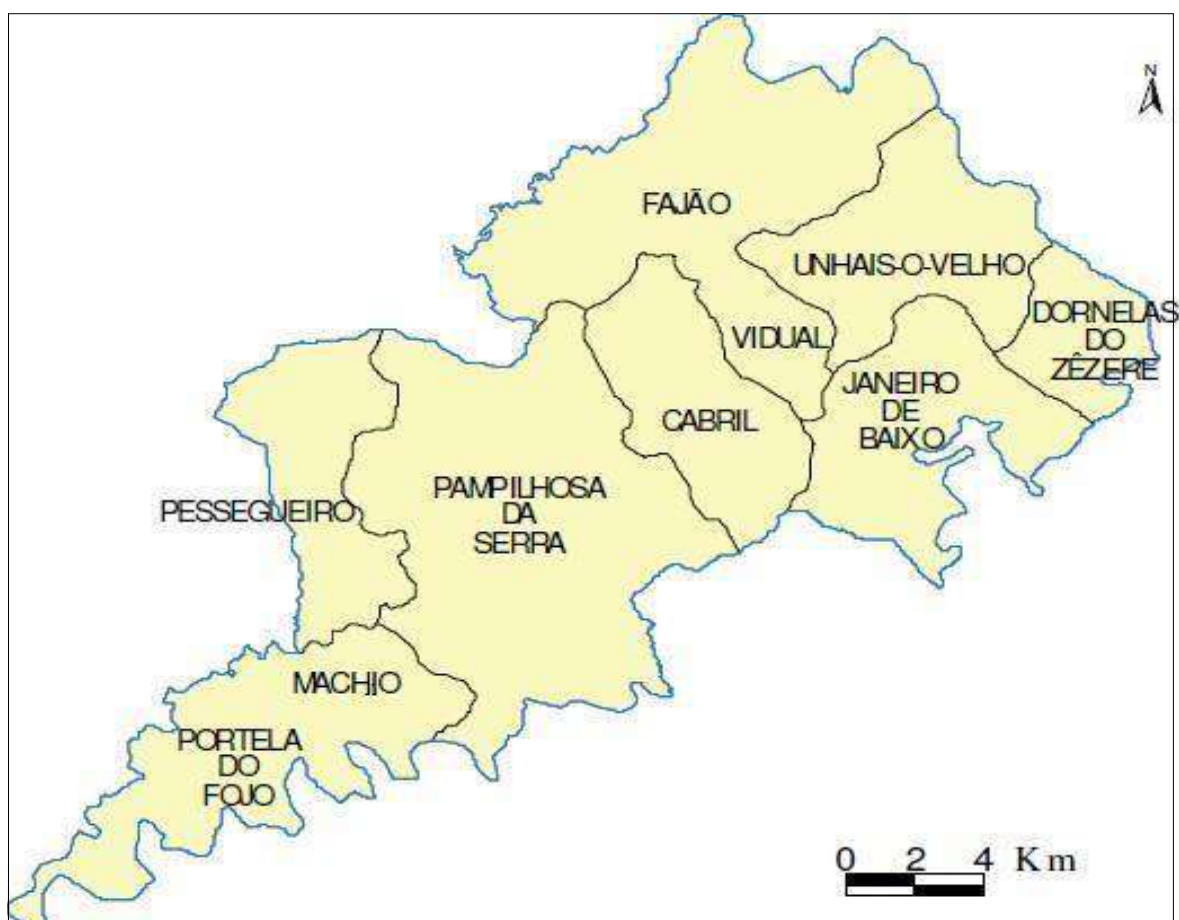 N
FAJÃO
UNHAIS-O-VELHO
DORNELAS
DO
ZÊZERE
VIDUAL
JANEIRO
DE
BAIXO
CABRIL
PAMPILHOSA
DA
SERRA
PESSEGUEIRO
MACHIO
PORTELA
DO
FOJO
0 2 4 Km